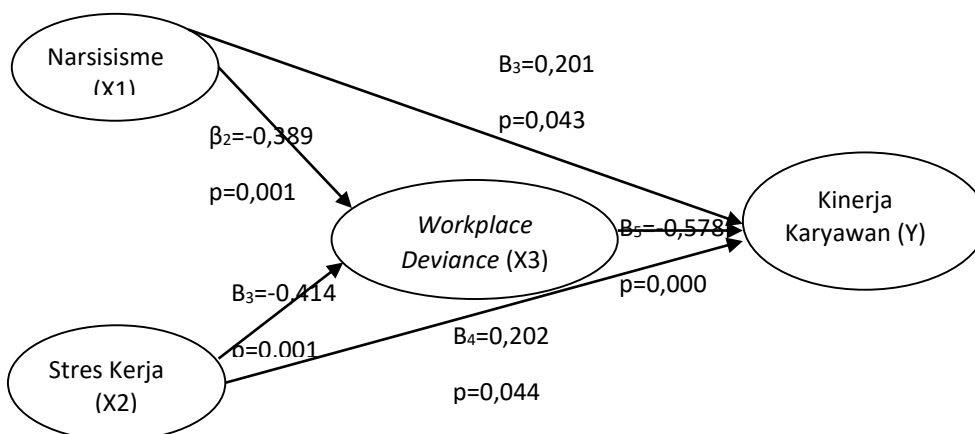 Narsisisme
(X1)
B₃=0,201
p=0,043
β₂=-0,389
p=0,001
Workplace
Deviance (X3)
Kinerja
Karyawan (Y)
B₅=-0,578
p=0,000
B₃=-0,414
p=0,001
B₄=0,202
p=0,044
Stres Kerja
(X2)